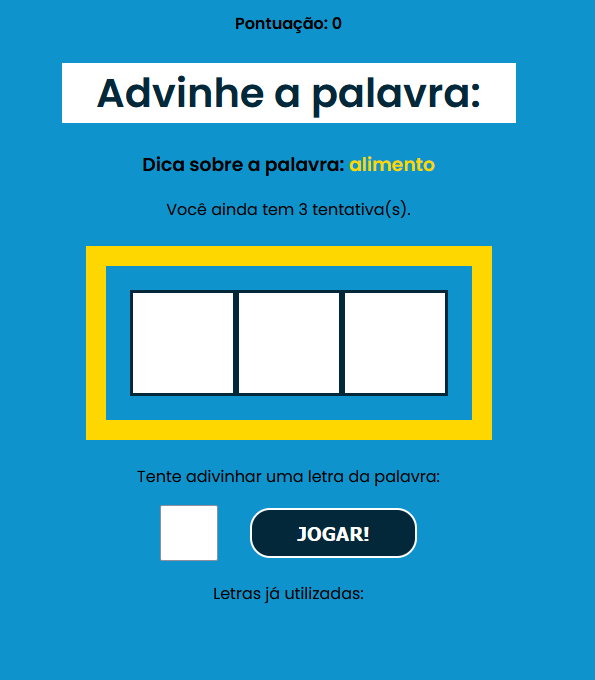 Pontuação: 0
Advinhe a palavra:
Dica sobre a palavra: alimento
Você ainda tem 3 tentativa(s).
Tente adivinhar uma letra da palavra:
JOGAR!
Letras já utilizadas: